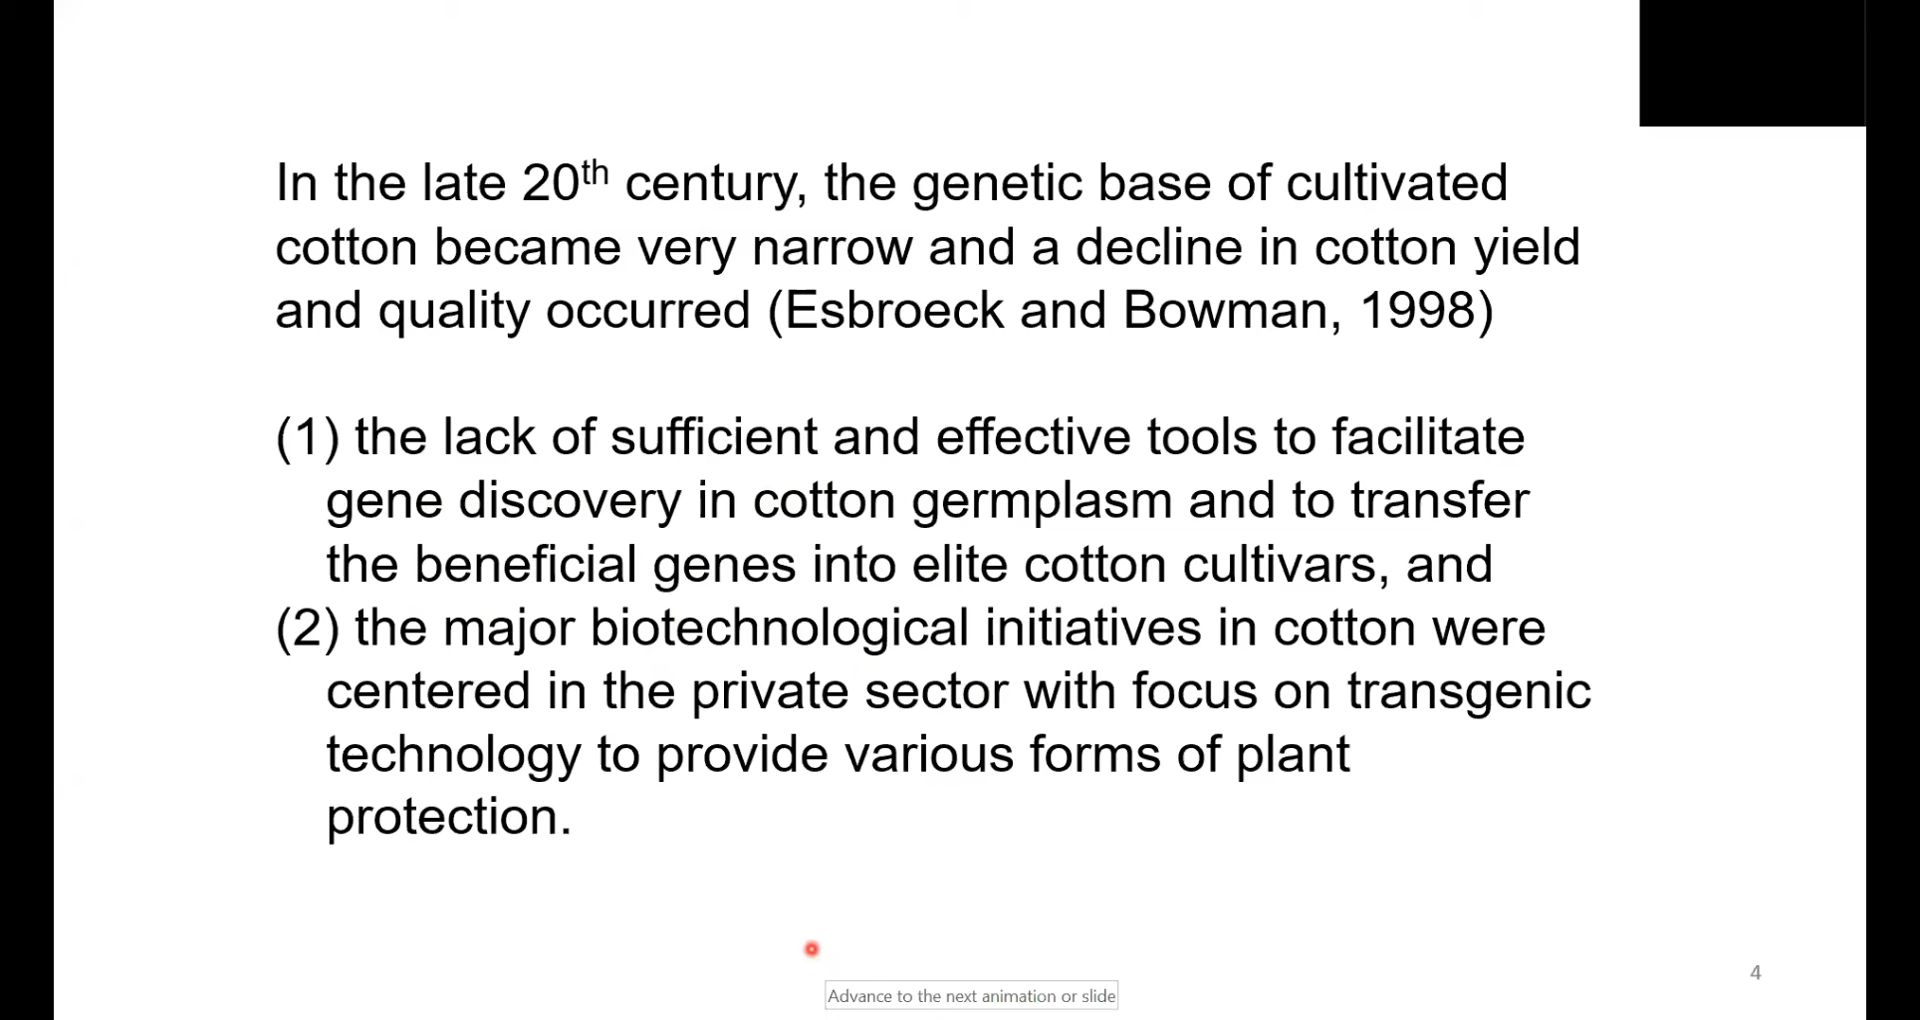 In the late 20th century, the genetic base of cultivated
cotton became very narrow and a decline in cotton yield
and quality occurred (Esbroeck and Bowman, 1998)
(1) the lack of sufficient and effective tools to facilitate
gene discovery in cotton germplasm and to transfer
the beneficial genes into elite cotton cultivars, and
(2) the major biotechnological initiatives in cotton were
centered in the private sector with focus on transgenic
technology to provide various forms of plant
protection.
4
Advance to the next animation or slide